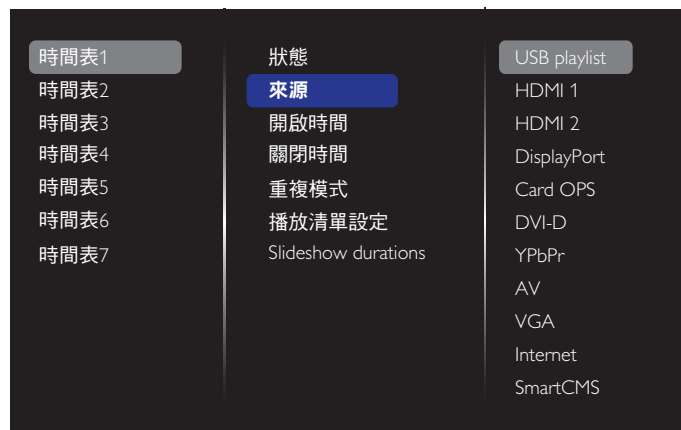 時間表1
時間表2
時間表3
時間表4
時間表5
時間表6
時間表7
狀態
來源
開啟時間
關閉時間
重複模式
播放清單設定
Slideshow durations
USB playlist
HDMI 1
HDMI 2
DisplayPort
Card OPS
DVI-D
YPbPr
AV
VGA
Internet
SmartCMS